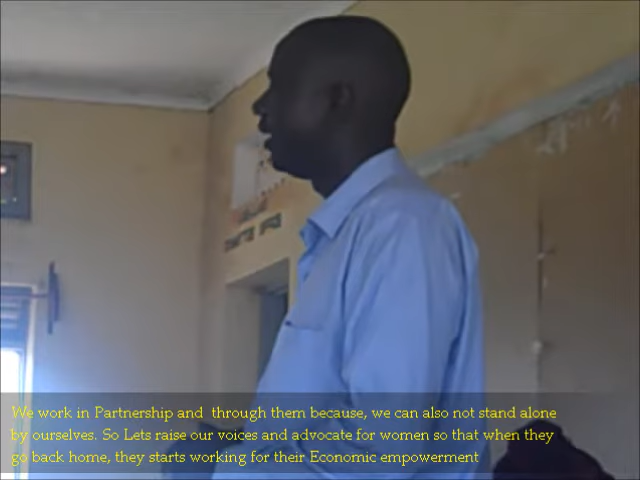 We work in Partnership and  through them because, we can also not stand alone
by ourselves. So Lets raise our voices and advocate for women so that when they
go back home, they starts working for their Economic empowerment